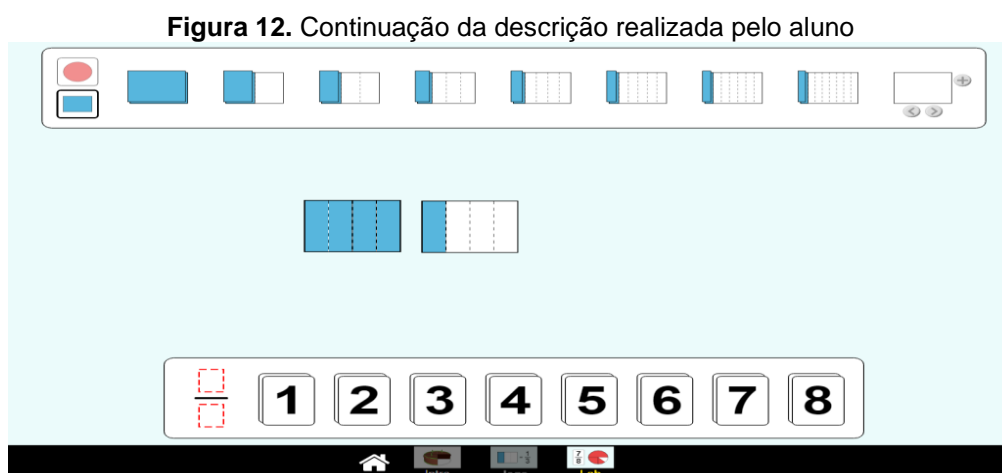 Figura 12. Continuação da descrição realizada pelo aluno
1 2 3 4 5 6 7 8